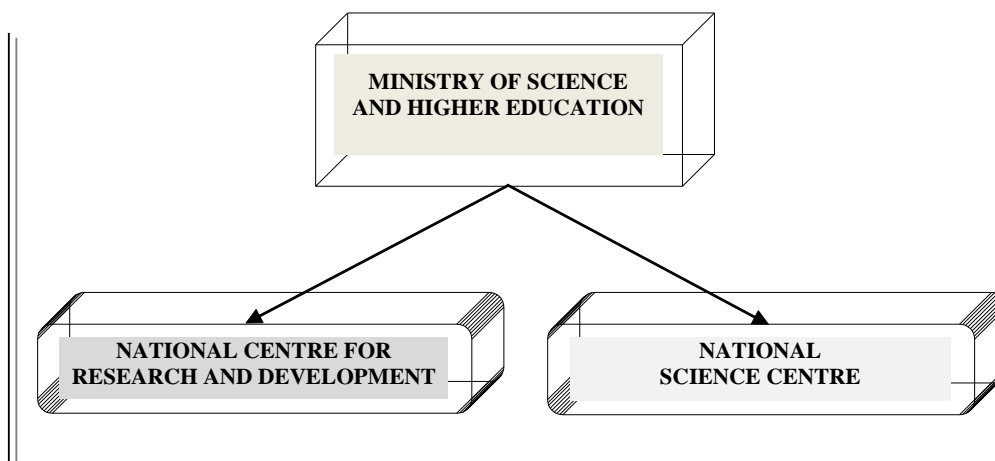 MINISTRY OF SCIENCE
AND HIGHER EDUCATION
NATIONAL CENTRE FOR
RESEARCH AND DEVELOPMENT
NATIONAL
SCIENCE CENTRE